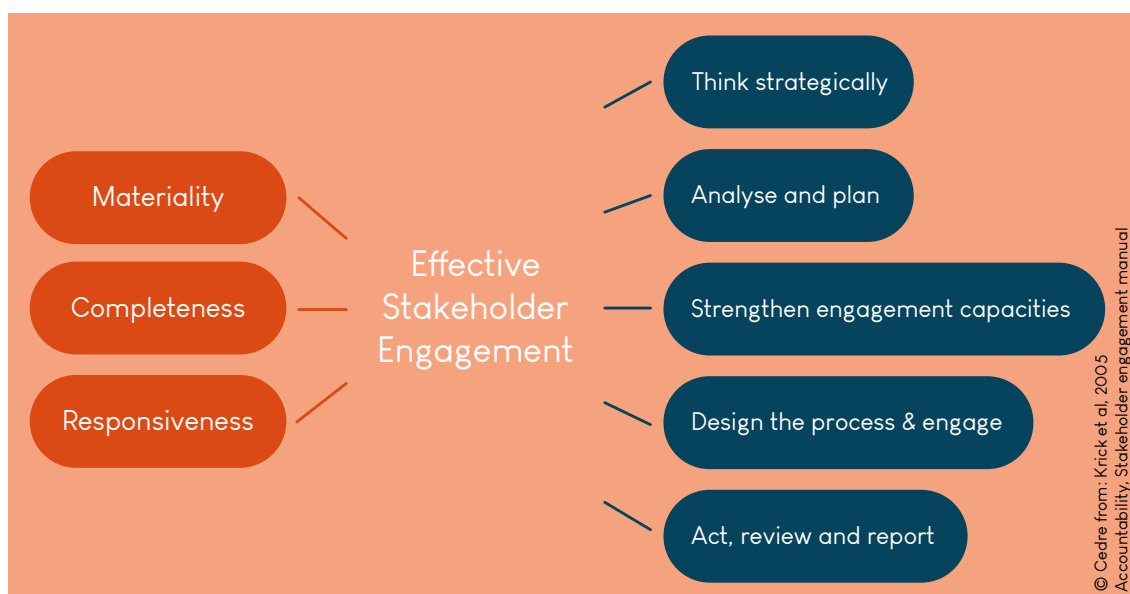 Materiality
Completeness
Responsiveness
Effective
Stakeholder
Engagement
Think strategically
Analyse and plan
Strengthen engagement capacities
Design the process & engage
Act, review and report
© Cedre from: Krick et al, 2005
Accountability, Stakeholder engagement manual